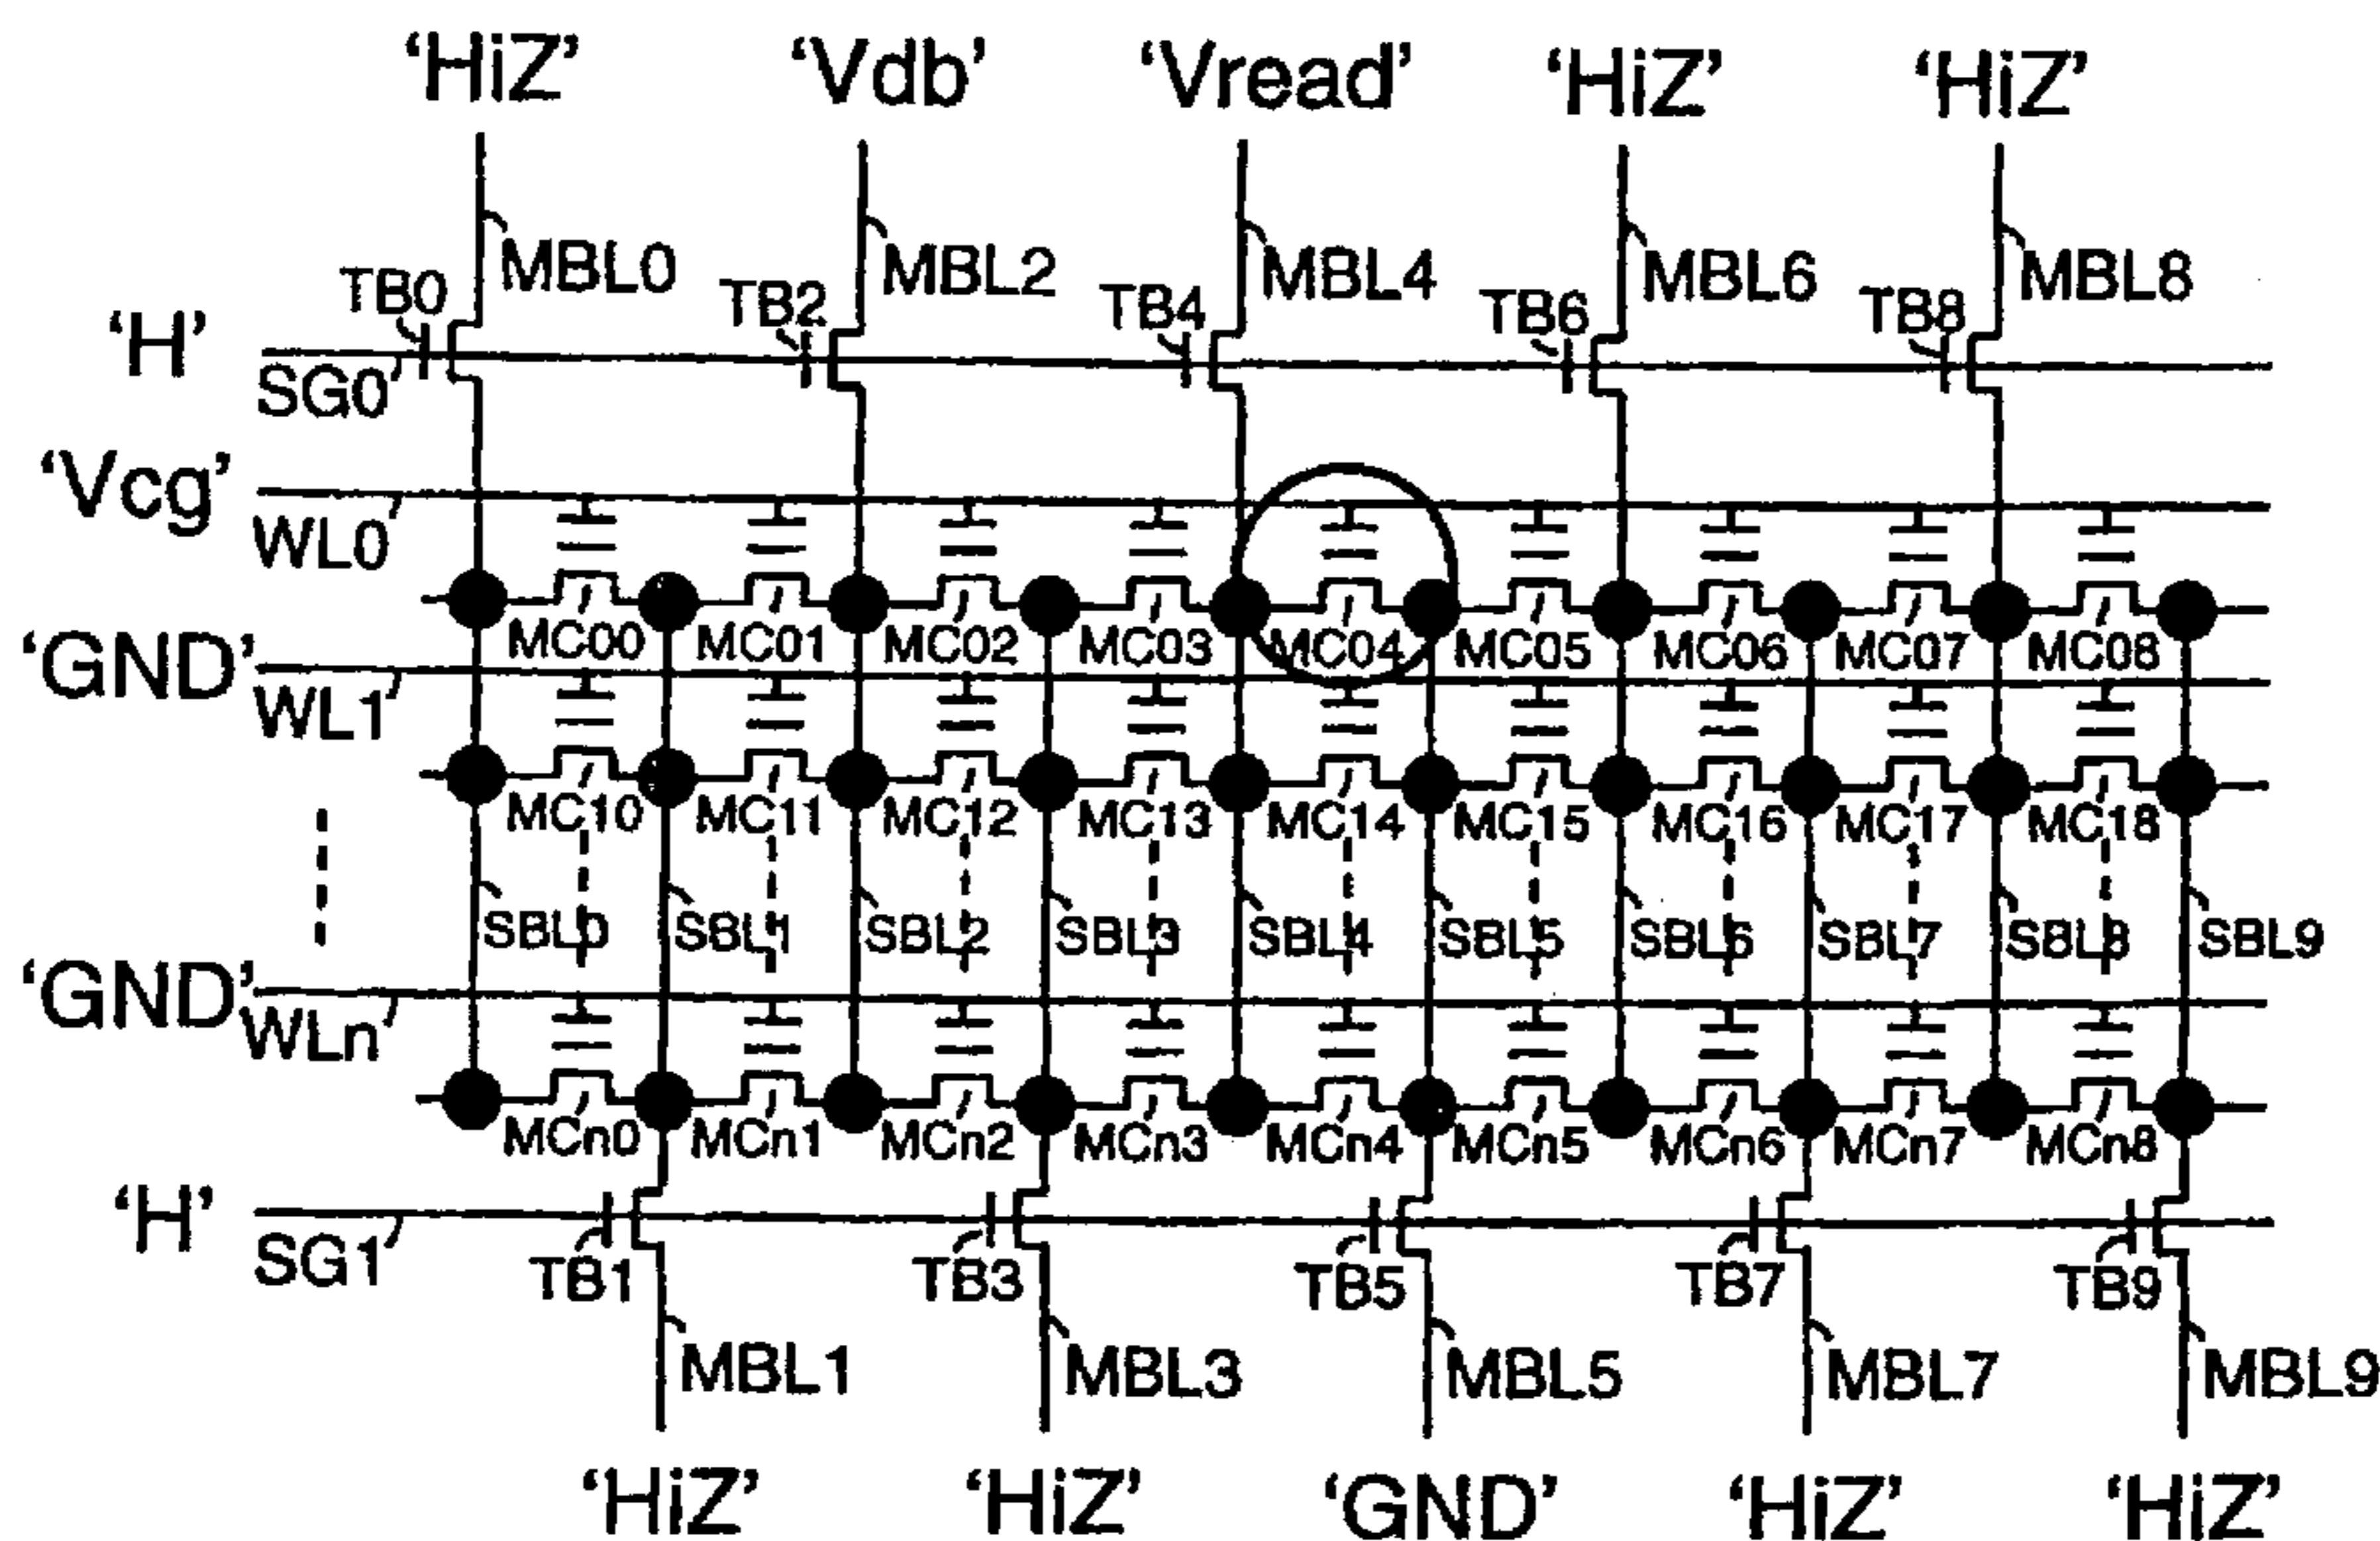 ‘HiZ’ ‘Vdb’ ‘Vread’ ‘HiZ’ ‘HiZ’
MBL0 MBL2 MBL4 MBL6 MBL8
TB0 TB2 TB4 TB6 TB8
‘H’
SG0
‘Vcg’
WL0
MC00 MC01 MC02 MC03 MC04 MC05 MC06 MC07 MC08
‘GND’
WL1
MC10 MC11 MC12 MC13 MC14 MC15 MC16 MC17 MC18
SBL0 SBL1 SBL2 SBL3 SBL4 SBL5 SBL6 SBL7 SBL8 SBL9
‘GND’
WLn
MCn0 MCn1 MCn2 MCn3 MCn4 MCn5 MCn6 MCn7 MCn8
‘H’
SG1
TB1 TB3 TB5 TB7 TB9
MBL1 MBL3 MBL5 MBL7 MBL9
‘HiZ’ ‘HiZ’ ‘GND’ ‘HiZ’ ‘HiZ’